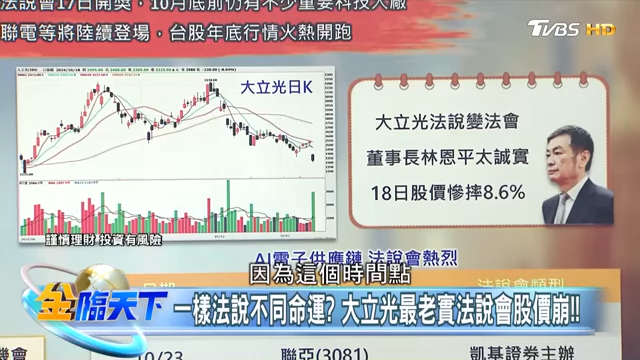 法說會17日開獎,10月底前仍有不少重要科技大廠
聯電等將陸續登場,台股年底行情火熱開跑
TVBS HD
大立光日K
大立光法說變法會
董事長林恩平太誠實
18日股價慘摔8.6%
謹慎理財 投資有風險
AI電子供應鏈 法說會熱烈
因為這個時間點
金臨天下
一樣法說不同命運? 大立光最老實法說會股價崩!!
日期
法說會類型
機會
10/23
聯亞(3081)
凱基證券主辦